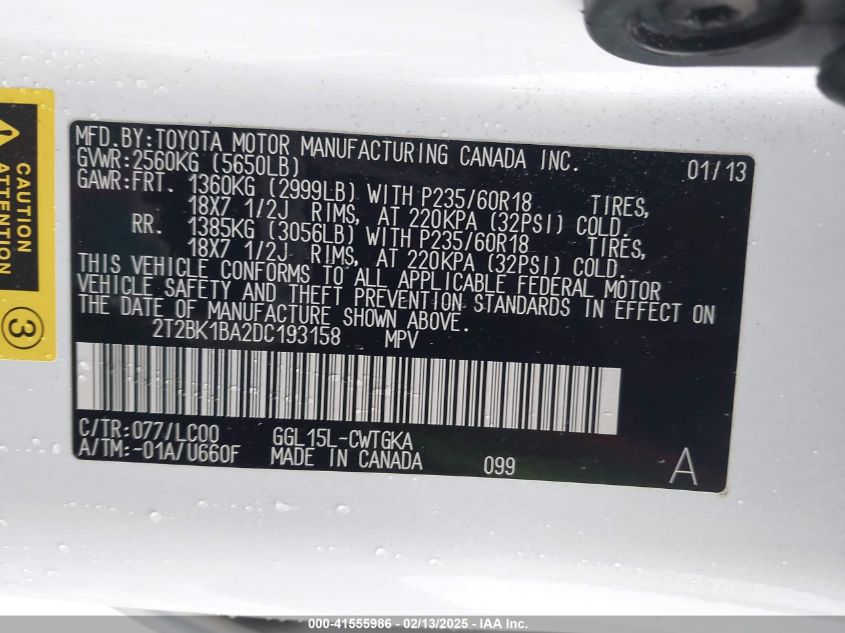 MFD.BY:TOYOTA MOTOR MANUFACTURING CANADA INC. 01/13
GVWR:2560KG (5650LB)
GAWR:FRT. 1360KG (2999LB) WITH P235/60R18 TIRES,
18X7 1/2J RIMS, AT 220KPA (32PSI) COLD.
RR. 1385KG (3056LB) WITH P235/60R18 TIRES,
18X7 1/2J RIMS, AT 220KPA (32PSI) COLD.
THIS VEHICLE CONFORMS TO ALL APPLICABLE FEDERAL MOTOR
VEHICLE SAFETY AND THEFT PREVENTION STANDARDS IN EFFECT ON
THE DATE OF MANUFACTURE SHOWN ABOVE.
2T2BK1BA2DC193158 MPV
C/TR:077/LC00 GGL15L-CWTGKA
A/TM:-01A/U660F MADE IN CANADA 099 A
3
000-41555986 - 02/13/2025 - IAA Inc.